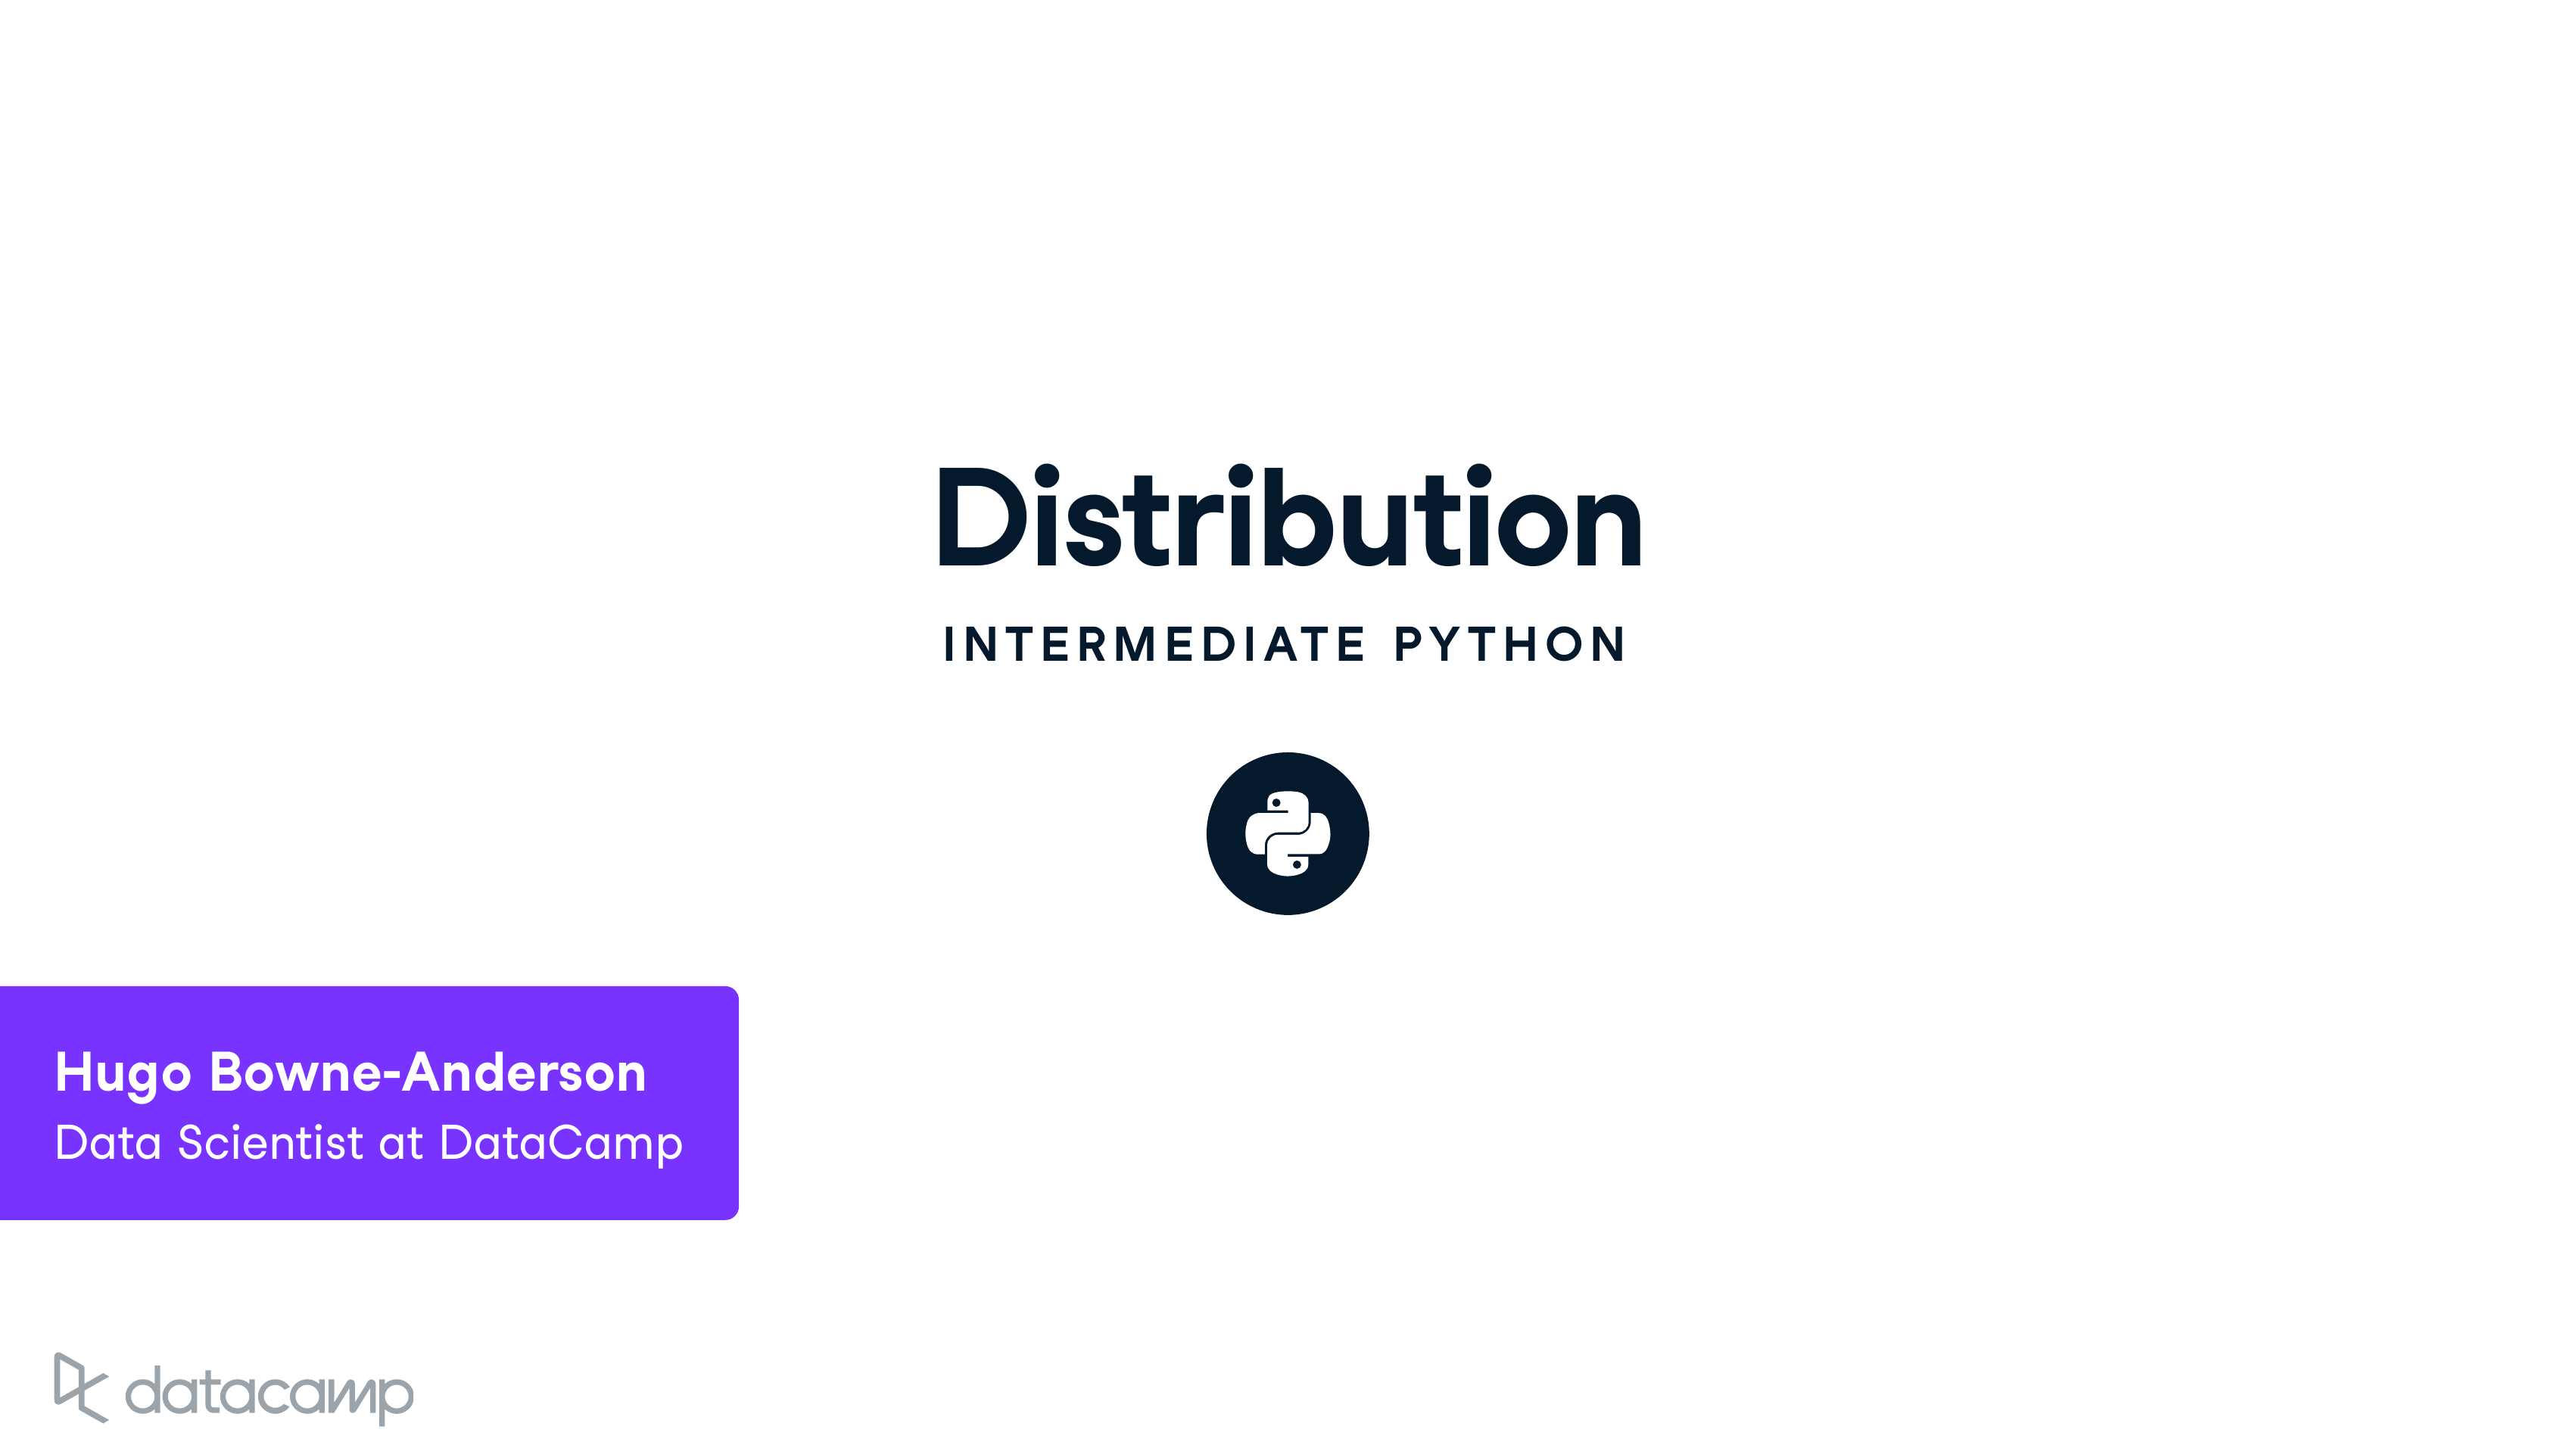 Distribution
INTERMEDIATE PYTHON
Hugo Bowne-Anderson
Data Scientist at DataCamp
datacamp